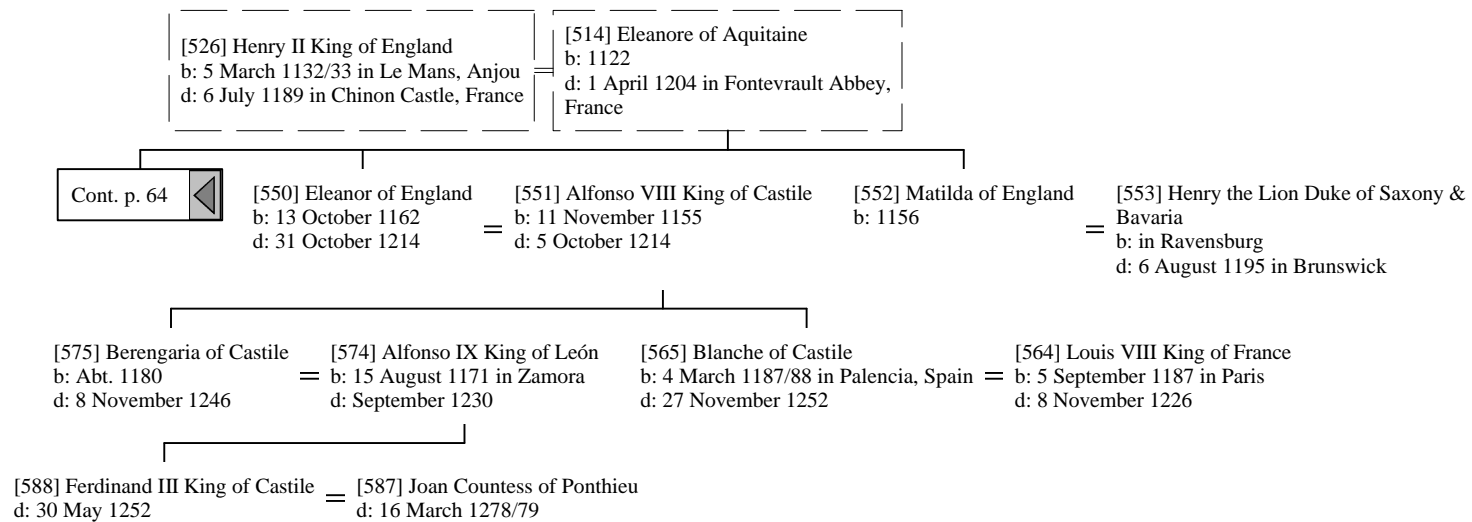 [526] Henry II King of England
b: 5 March 1132/33 in Le Mans, Anjou
d: 6 July 1189 in Chinon Castle, France
=
[514] Eleanore of Aquitaine
b: 1122
d: 1 April 1204 in Fontevrault Abbey,
France
Cont. p. 64
[550] Eleanor of England
b: 13 October 1162
d: 31 October 1214
=
[551] Alfonso VIII King of Castile
b: 11 November 1155
d: 5 October 1214
[552] Matilda of England
b: 1156
=
[553] Henry the Lion Duke of Saxony &
Bavaria
b: in Ravensburg
d: 6 August 1195 in Brunswick
[575] Berengaria of Castile
b: Abt. 1180
d: 8 November 1246
=
[574] Alfonso IX King of León
b: 15 August 1171 in Zamora
d: September 1230
[565] Blanche of Castile
b: 4 March 1187/88 in Palencia, Spain
d: 27 November 1252
=
[564] Louis VIII King of France
b: 5 September 1187 in Paris
d: 8 November 1226
[588] Ferdinand III King of Castile
d: 30 May 1252
=
[587] Joan Countess of Ponthieu
d: 16 March 1278/79